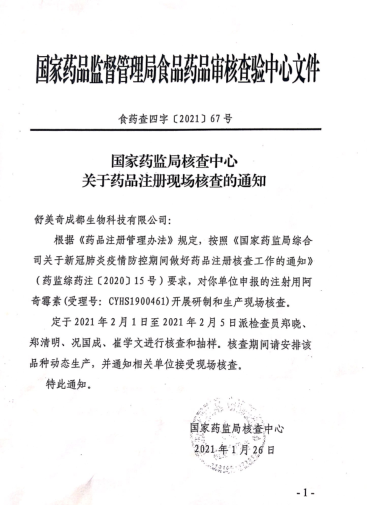 国家药品监督管理局食品药品审核查验中心文件
食药查四字〔2021〕67号
国家药监局核查中心
关于药品注册现场核查的通知
舒美奇成都生物科技有限公司:
根据《药品注册管理办法》规定，按照《国家药监局综合
司关于新冠肺炎疫情防控期间做好药品注册核查工作的通知》
(药监综药注〔2020〕15号)要求，对你单位申报的注射用阿
奇霉素(受理号：CYHS1900461)开展研制和生产现场核查。
定于2021年2月1日至2021年2月5日派检查员郑晓、
郑清明、况国成、崔学文进行核查和抽样。核查期间请安排该
品种动态生产，并通知相关单位接受现场核查。
特此通知。
国家药监局核查中心
2021年1月26日
-1-